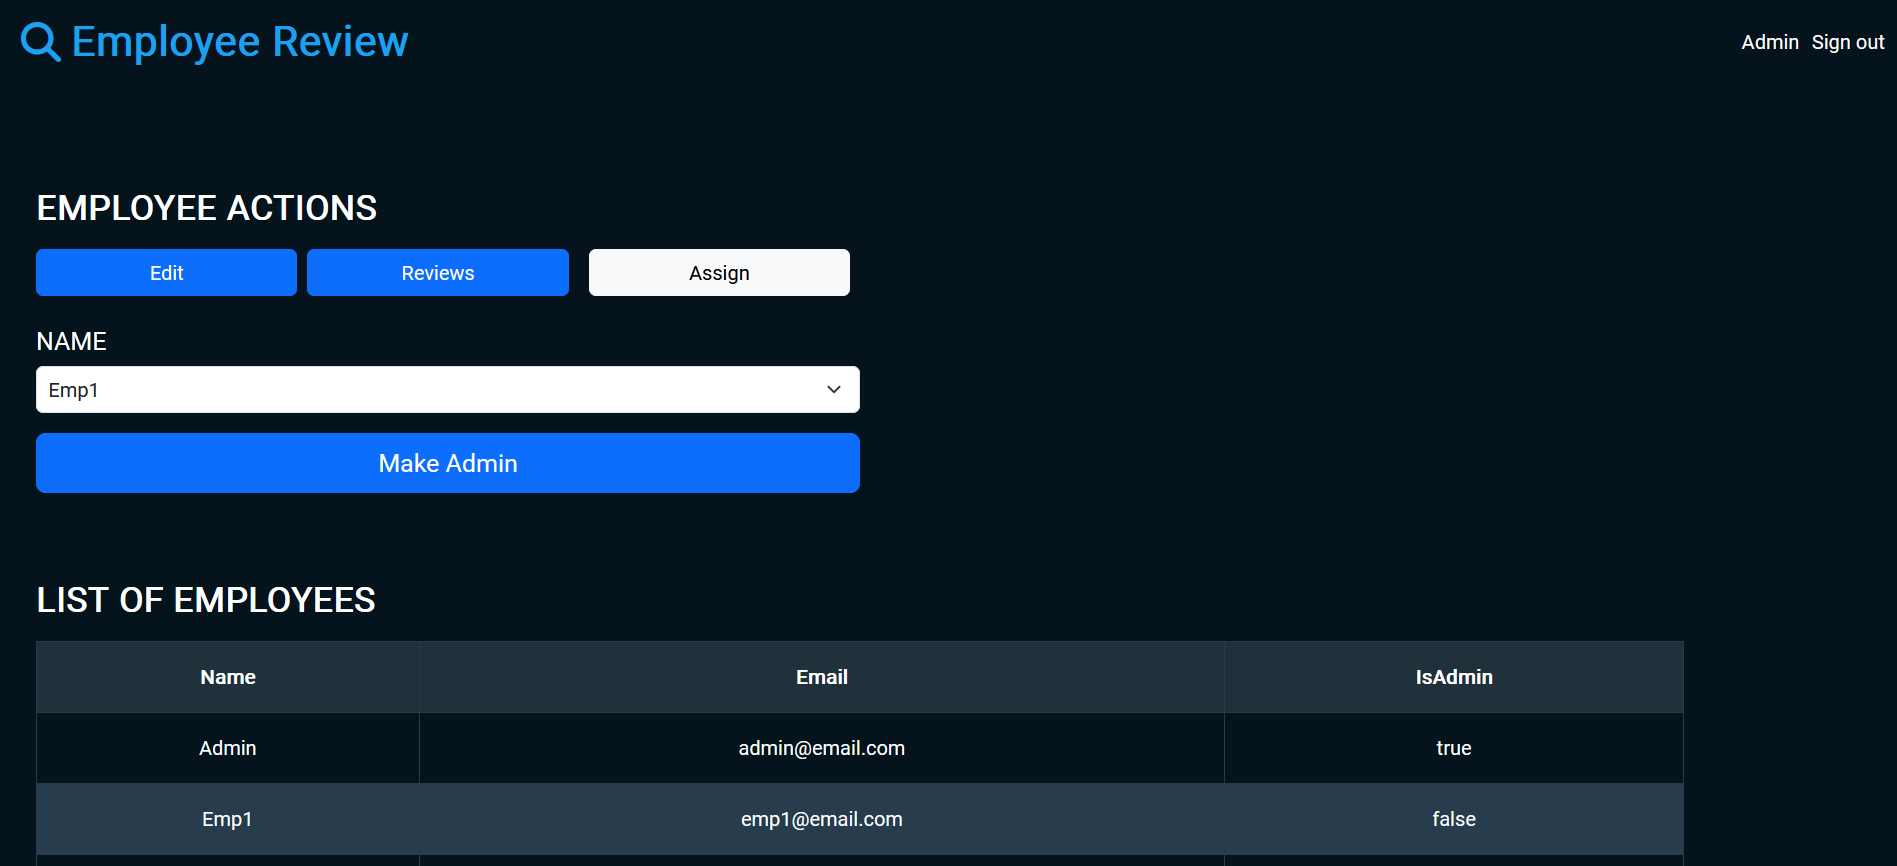 Employee Review
Admin Sign out
EMPLOYEE ACTIONS
Edit Reviews Assign
NAME
Emp1
Make Admin
LIST OF EMPLOYEES
Name Email IsAdmin
Admin admin@email.com true
Emp1 emp1@email.com false